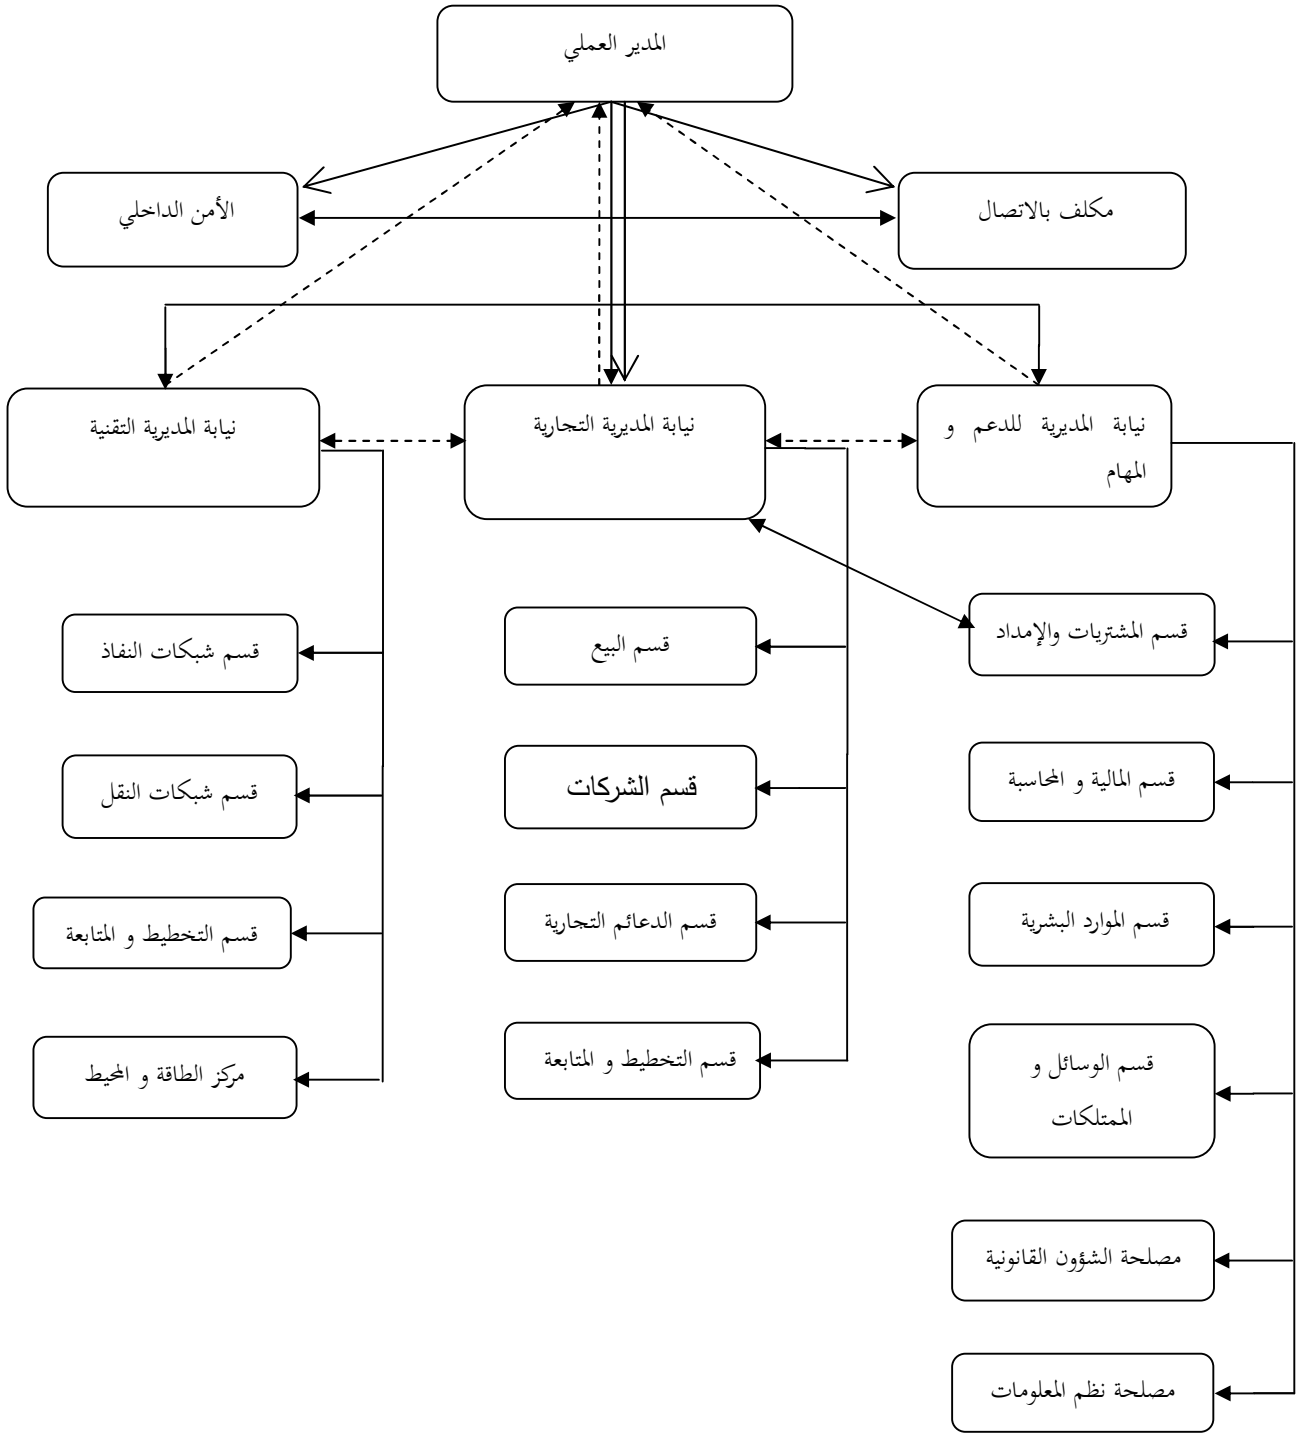 المدير العملي
مكلف بالاتصال
الأمن الداخلي
نيابة المديرية للدعم و
المهام
نيابة المديرية التجارية
نيابة المديرية التقنية
قسم المشتريات والإمداد
قسم المالية و المحاسبة
قسم الموارد البشرية
قسم الوسائل و
الممتلكات
مصلحة الشؤون القانونية
مصلحة نظم المعلومات
قسم البيع
قسم الشركات
قسم الدعائم التجارية
قسم التخطيط و المتابعة
قسم شبكات النفاذ
قسم شبكات النقل
قسم التخطيط و المتابعة
مركز الطاقة و المحيط